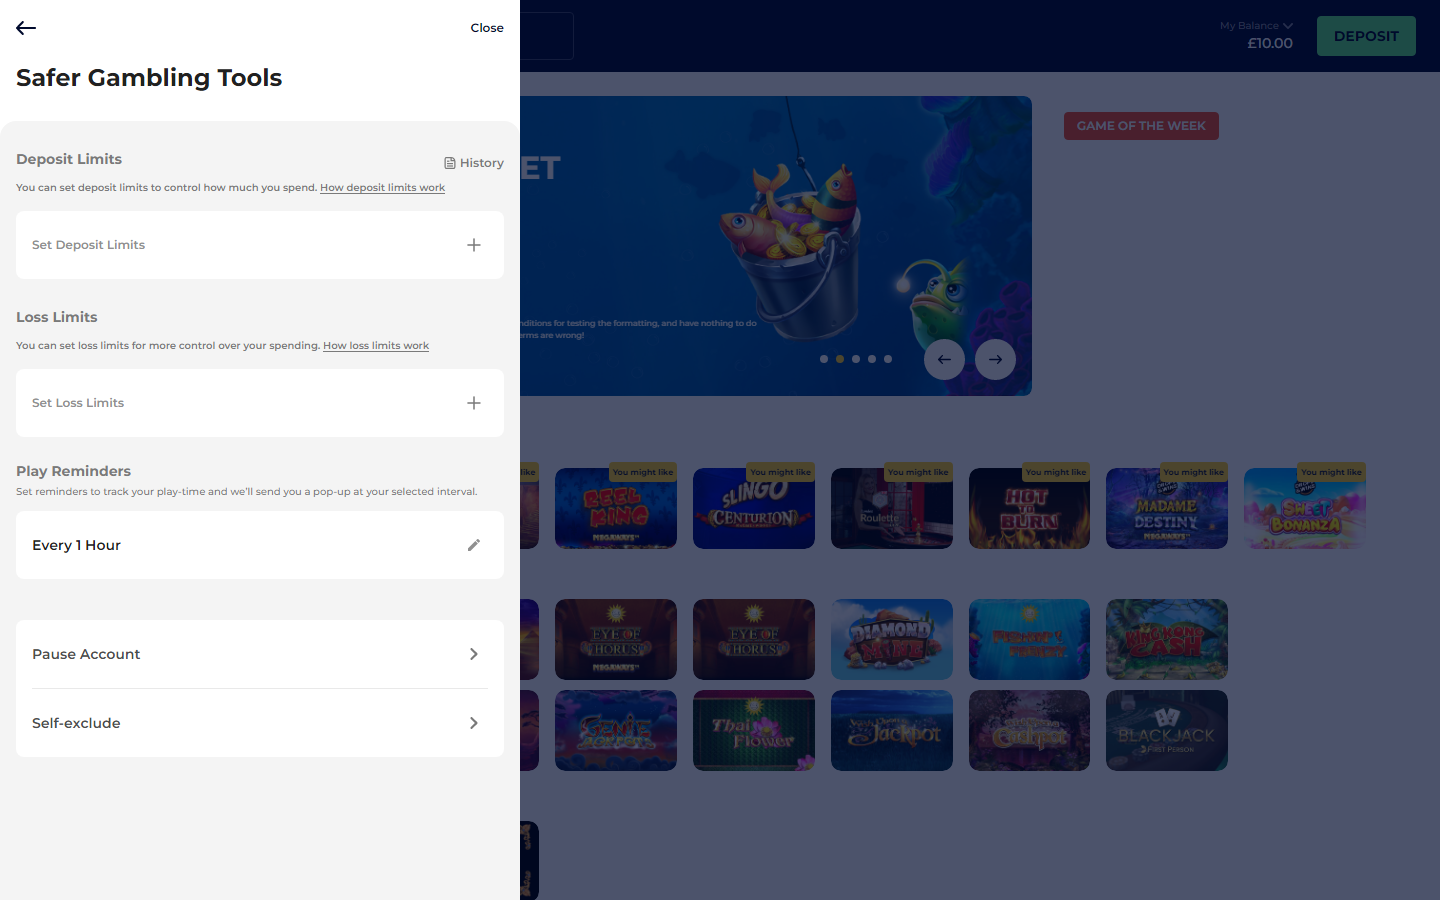 Close
Safer Gambling Tools
Deposit Limits
History
You can set deposit limits to control how much you spend. How deposit limits work
Set Deposit Limits
Loss Limits
You can set loss limits for more control over your spending. How loss limits work
Set Loss Limits
Play Reminders
Set reminders to track your play-time and we'll send you a pop-up at your selected interval.
Every 1 Hour
Pause Account
Self-exclude
My Balance
£10.00
DEPOSIT
ET
GAME OF THE WEEK
nditions for testing the formatting, and have nothing to do
erms are wrong!
like
You might like
You might like
You might like
You might like
You might like
You might like
REEL KING
MEGAWAYS
SLINGO
CENTURION
Roulette
HOT TO BURN
MADAME DESTINY
MEGAWAYS
SWEET BONANZA
EYE OF HORUS
MEGAWAYS
EYE OF HORUS
DIAMOND MINE
FISHIN' FRENZY
KING KONG CASH
GENIE JACKPOTS
Thai Flower
Jackpot
BLACKJACK
FIRST PERSON